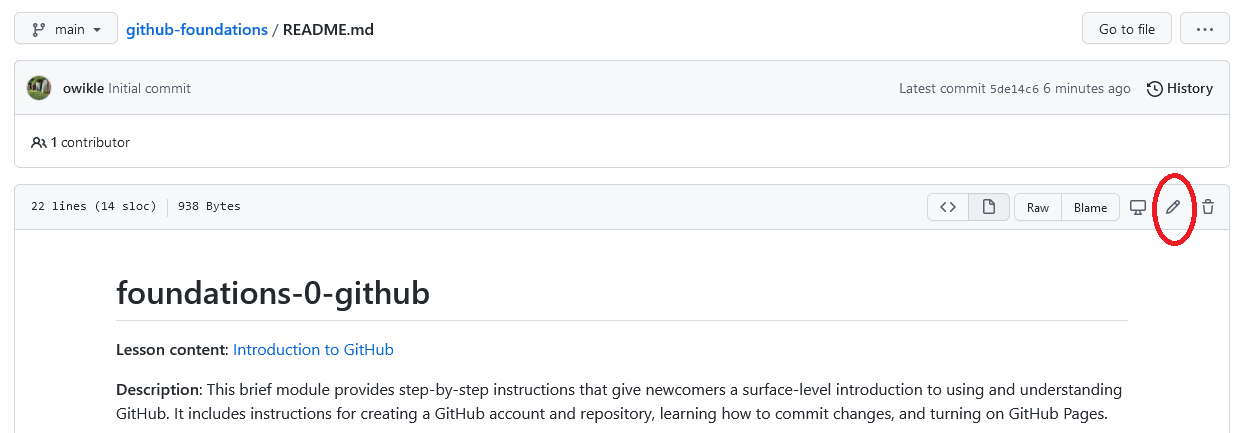 main github-foundations / README.md Go to file ...
owikle Initial commit Latest commit 5de14c6 6 minutes ago History
1 contributor
22 lines (14 sloc) 938 Bytes <> Raw Blame
foundations-0-github
Lesson content: Introduction to GitHub
Description: This brief module provides step-by-step instructions that give newcomers a surface-level introduction to using and understanding
GitHub. It includes instructions for creating a GitHub account and repository, learning how to commit changes, and turning on GitHub Pages.